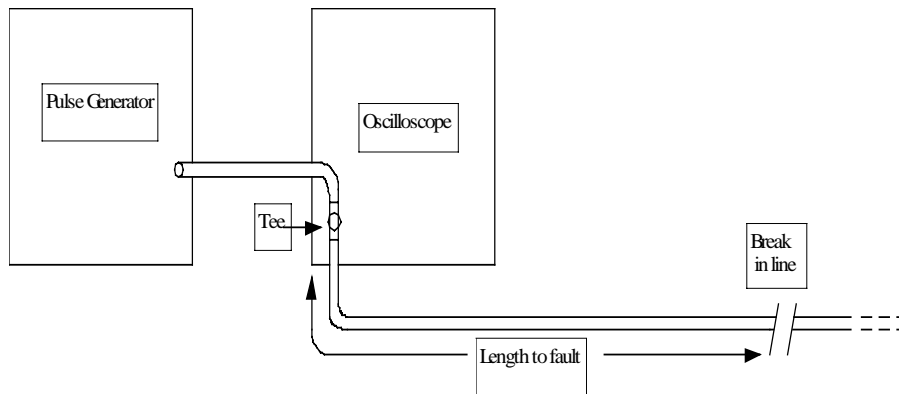 Pulse Generator
Oscilloscope
Tee
Break
in line
Length to fault